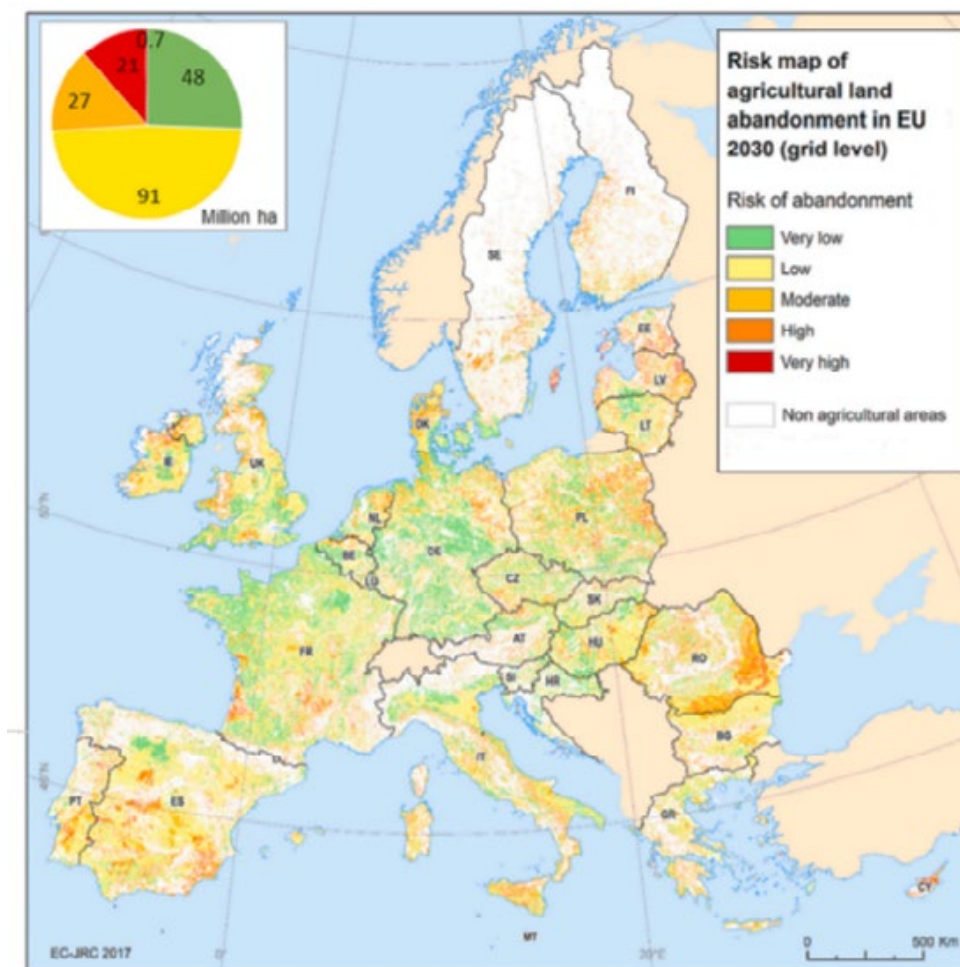 0.7
48
21
27
91
Million ha
Risk map of
agricultural land
abandonment in EU
2030 (grid level)
Risk of abandonment
Very low
Low
Moderate
High
Very high
Non agricultural areas
FI
SE
EE
LV
LT
DK
IE
UK
NL
BE
LU
DE
PL
CZ
SK
AT
HU
RO
FR
SI
HR
BG
IT
PT
ES
GR
CY
MT
50°N
EC-JRC 2017
0°
0
500 Km